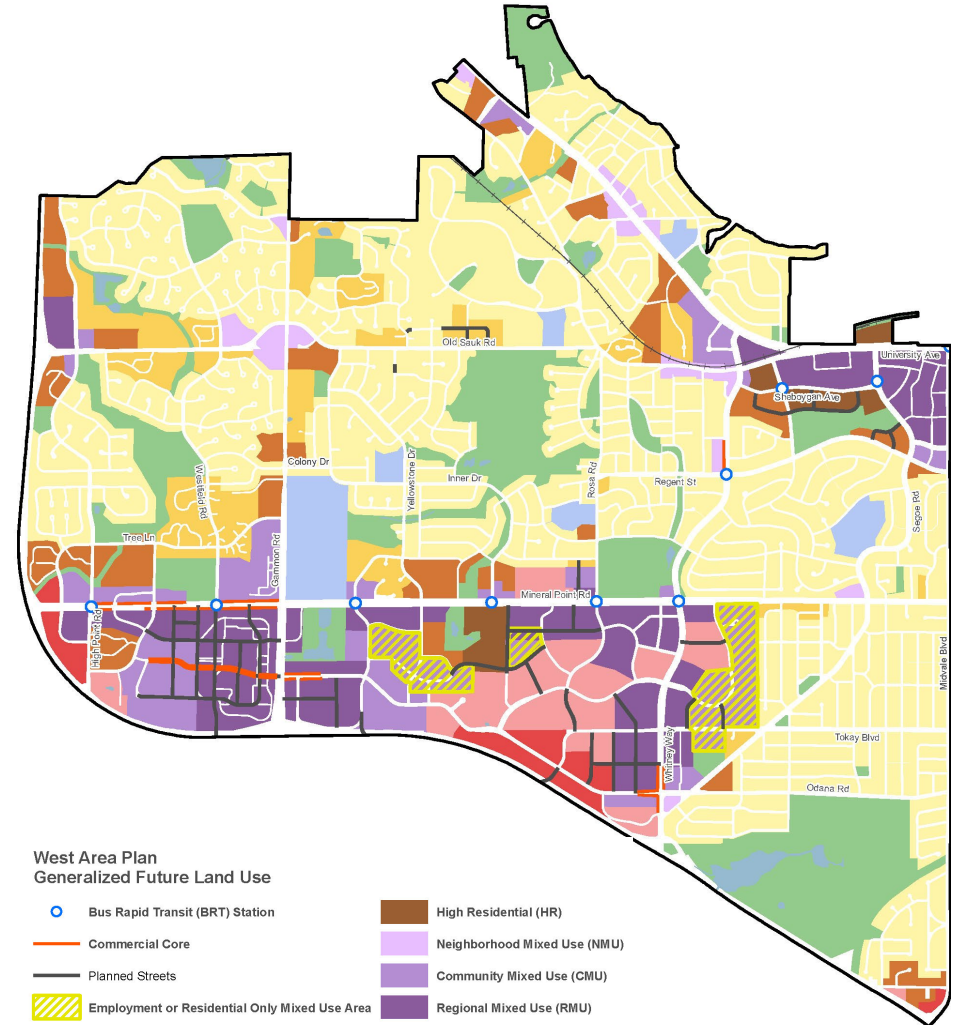 Old Sauk Rd
University Ave
Sheboygan Ave
Colony Dr
Inner Dr
Yellowstone Dr
Rosa Rd
Regent St
Westfield Rd
Segoe Rd
Tree Ln
Gammon Rd
Mineral Point Rd
High Point Rd
Midvale Blvd
Whitney Way
Tokay Blvd
Odana Rd
West Area Plan
Generalized Future Land Use
Bus Rapid Transit (BRT) Station
Commercial Core
Planned Streets
Employment or Residential Only Mixed Use Area
High Residential (HR)
Neighborhood Mixed Use (NMU)
Community Mixed Use (CMU)
Regional Mixed Use (RMU)